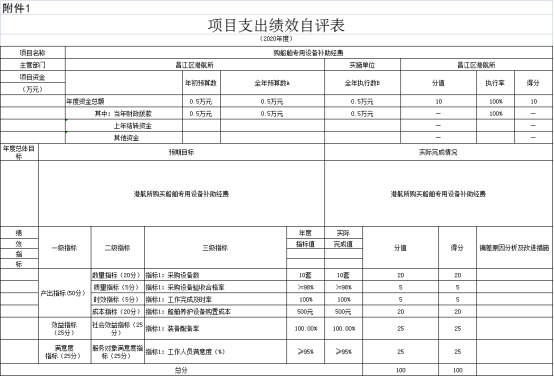 附件1
项目支出绩效自评表
（2020年度）
项目名称 购船舶专用设备补助经费
主管部门 昌江区港航所 实施单位 昌江区港航所
项目资金
（万元） 年初预算数 全年预算数A 全年执行数B 分值 执行率 得分
年度资金总额 0.5万元 0.5万元 0.5万元 10 100% 10
其中：当年财政拨款 0.5万元 0.5万元 0.5万元 — 100% —
上年结转资金 — —
其他资金 — —
年度总体目标 预期目标 实际完成情况
港航所购买船舶专用设备补助经费 港航所购买船舶专用设备补助经费
绩效指标 一级指标 二级指标 三级指标 年度指标值 实际完成值 分值 得分 偏差原因分析及改进措施
产出指标(50分) 数量指标（20分） 指标1：采购设备数 10套 10套 20 20
质量指标（5分） 指标1：采购设备验收合格率 >=98% >=98% 5 5
时效指标（5分） 指标1：工作完成及时率 100% 100% 5 5
成本指标（20分） 指标1：船舶养护设备购置成本 500元 500元 20 20
效益指标（25分） 社会效益指标（25分） 指标1：装备配备率 100.00% 100.00% 25 25
满意度指标（25分） 服务对象满意度指标（25分） 指标1：工作人员满意度（%） ≥95% ≥95% 25 25
总分 100 100